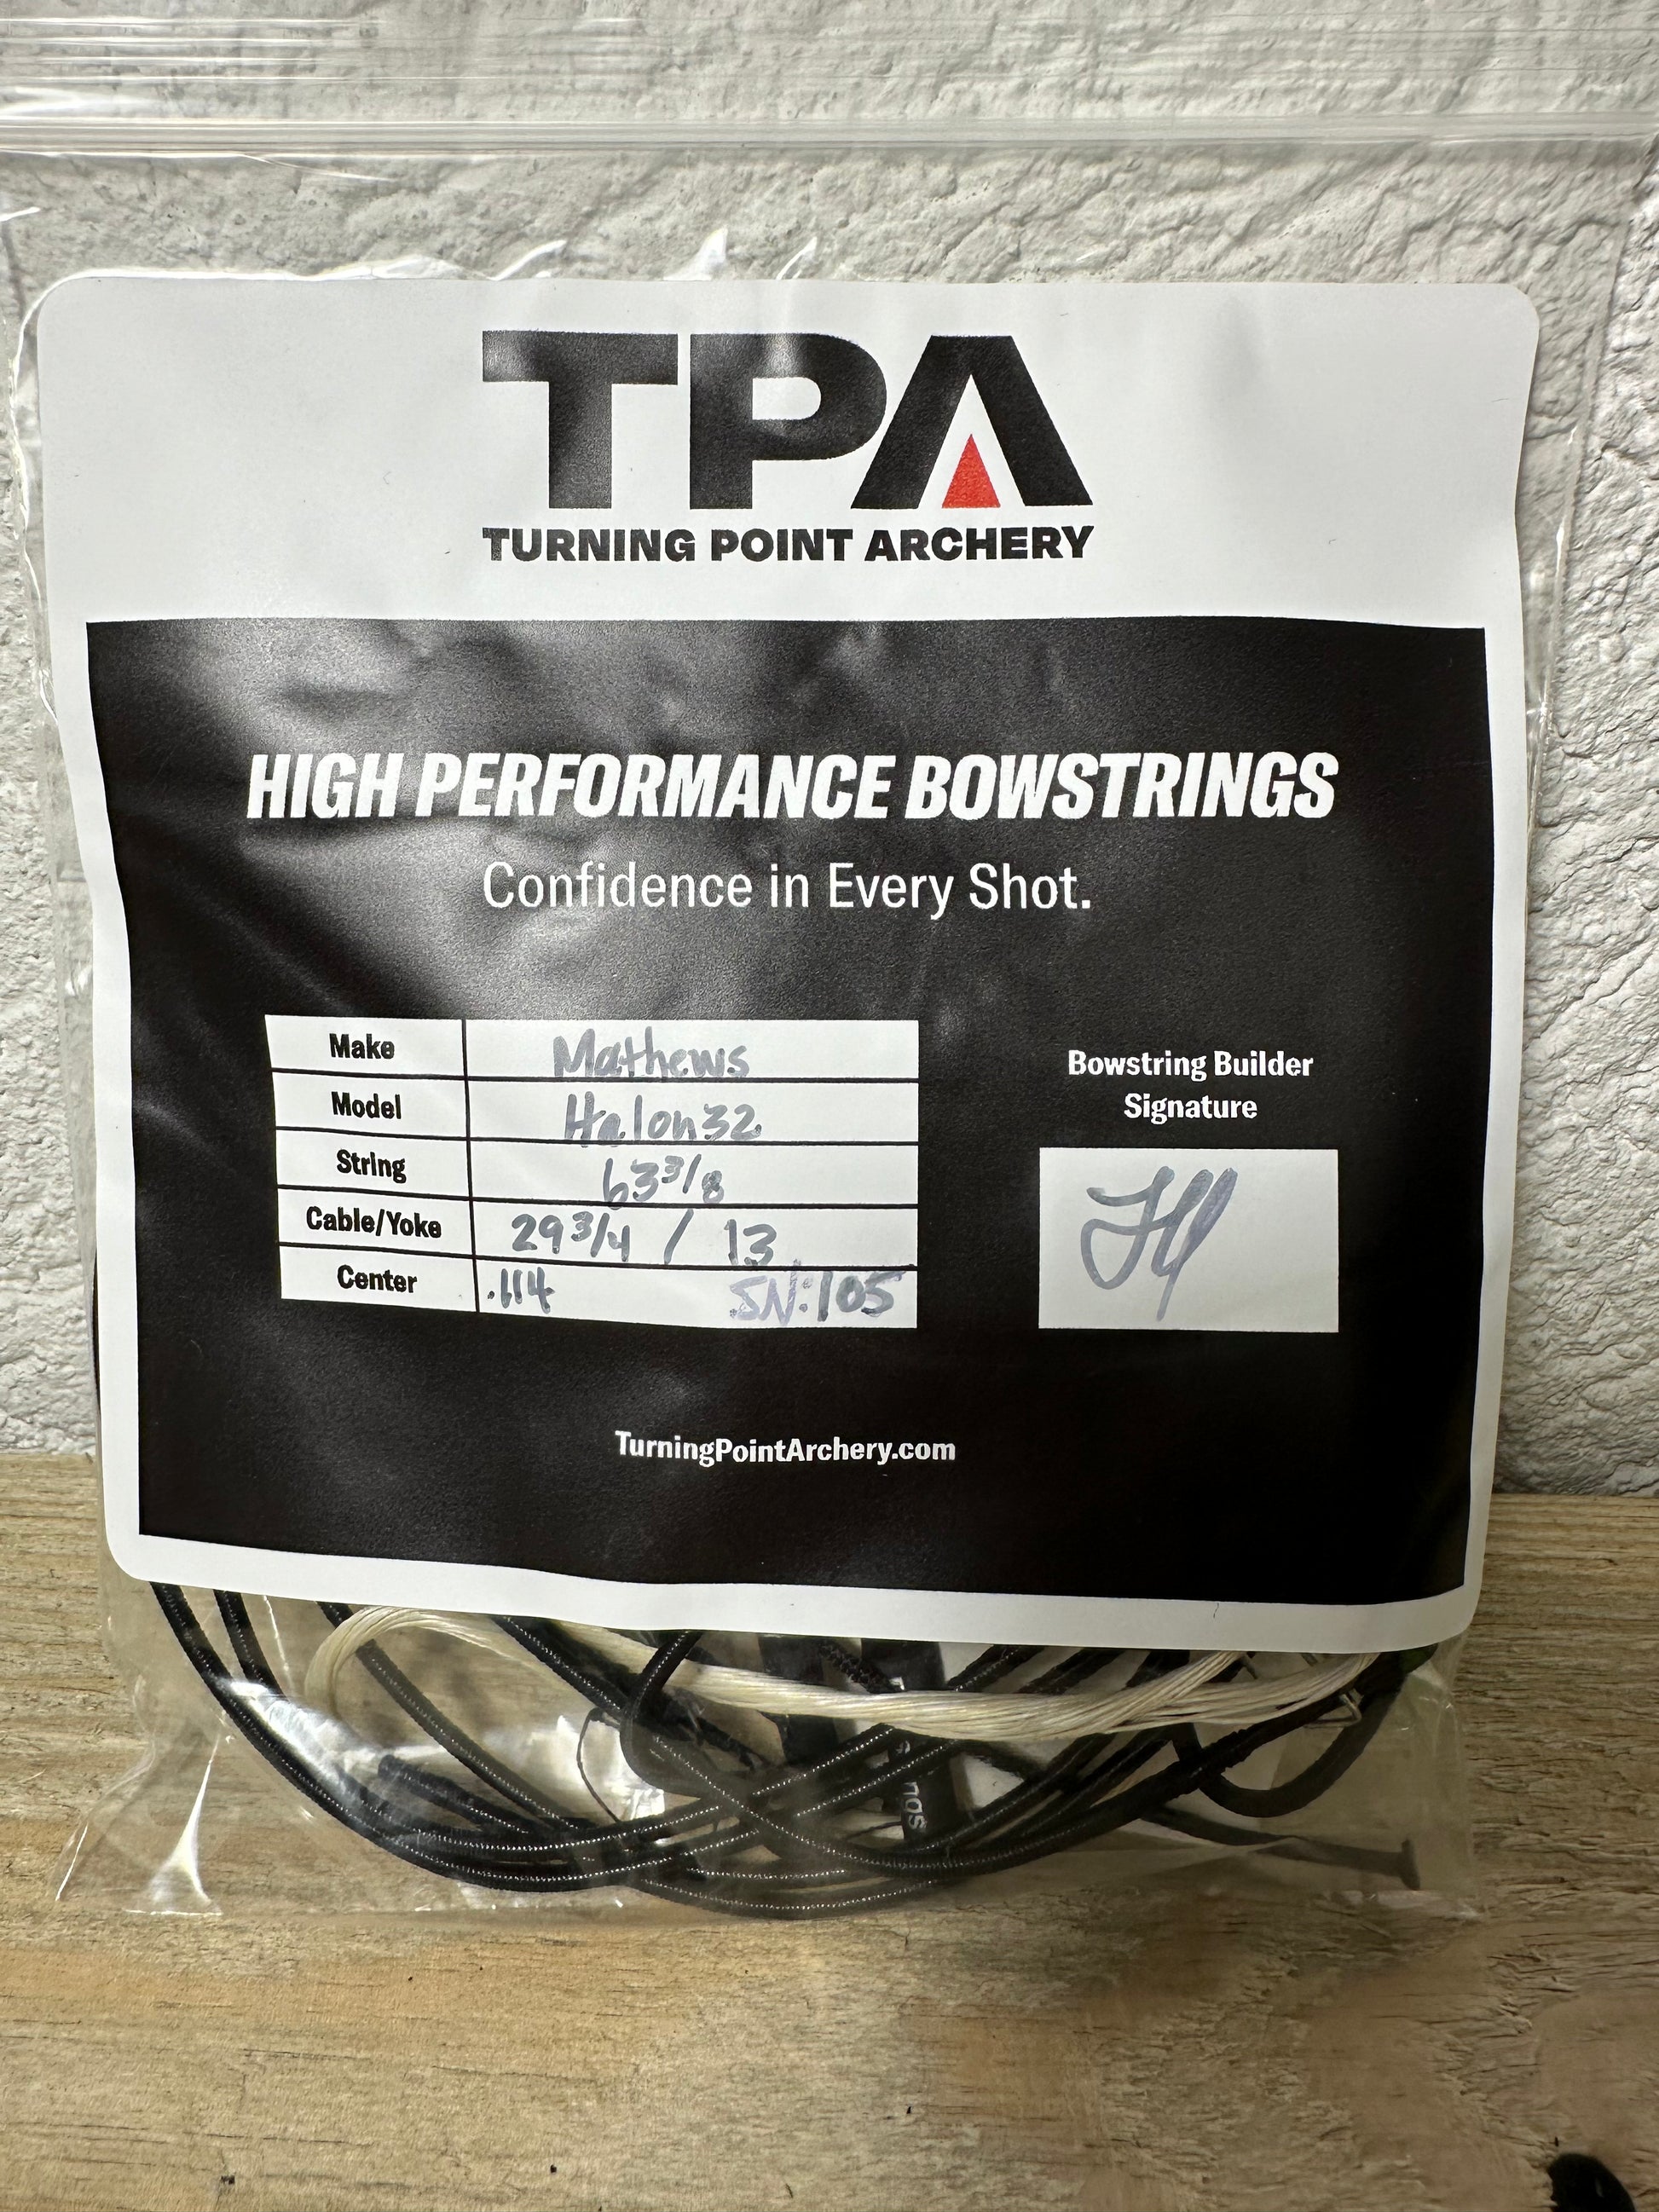 TPA
TURNING POINT ARCHERY
HIGH PERFORMANCE BOWSTRINGS
Confidence in Every Shot.
Make Mathews
Model Halon32
String 63 3/8
Cable/Yoke 29 3/4 / 13
Center .114 SN:105
Bowstring Builder
Signature
TurningPointArchery.com